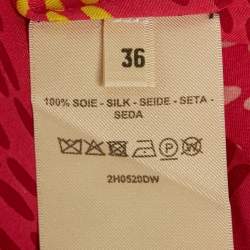 36
100% SOIE - SILK - SEIDE - SETA -
SEDA
2H0520DW